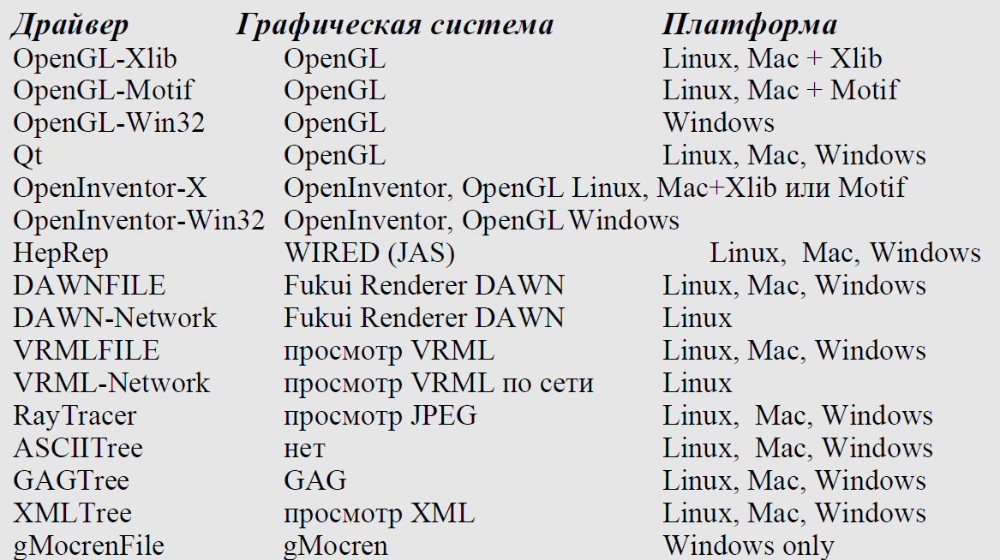 Драйвер Графическая система Платформа
OpenGL-Xlib OpenGL Linux, Mac + Xlib
OpenGL-Motif OpenGL Linux, Mac + Motif
OpenGL-Win32 OpenGL Windows
Qt OpenGL Linux, Mac, Windows
OpenInventor-X OpenInventor, OpenGL Linux, Mac+Xlib или Motif
OpenInventor-Win32 OpenInventor, OpenGL Windows
HepRep WIRED (JAS) Linux, Mac, Windows
DAWNFILE Fukui Renderer DAWN Linux, Mac, Windows
DAWN-Network Fukui Renderer DAWN Linux
VRMLFILE просмотр VRML Linux, Mac, Windows
VRML-Network просмотр VRML по сети Linux
RayTracer просмотр JPEG Linux, Mac, Windows
ASCIITree нет Linux, Mac, Windows
GAGTree GAG Linux, Mac, Windows
XMLTree просмотр XML Linux, Mac, Windows
gMocrenFile gMocren Windows only